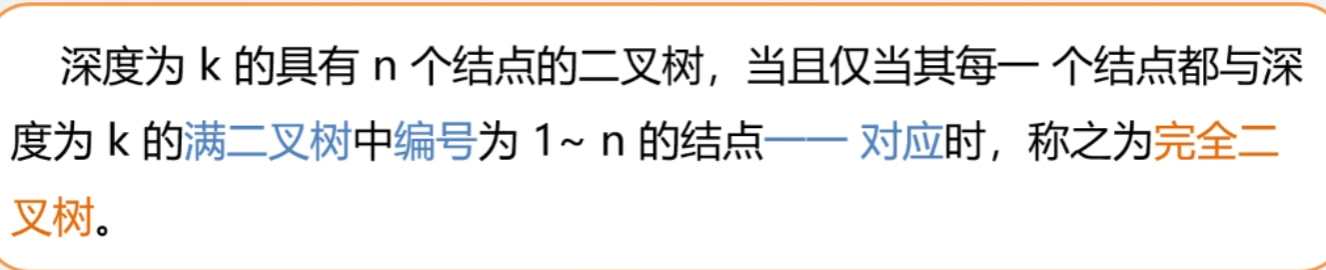 深度为 k 的具有 n 个结点的二叉树，当且仅当其每一 个结点都与深
度为 k 的满二叉树中编号为 1~ n 的结点一一 对应时，称之为完全二
叉树。